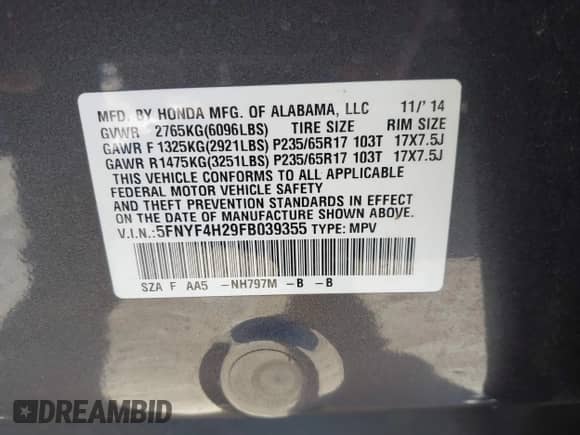 MFD. BY HONDA MFG. OF ALABAMA, LLC 11/'14
GVWR 2765KG(6096LBS) TIRE SIZE RIM SIZE
GAWR F 1325KG(2921LBS) P235/65R17 103T 17X7.5J
GAWR R1475KG(3251LBS) P235/65R17 103T 17X7.5J
THIS VEHICLE CONFORMS TO ALL APPLICABLE
FEDERAL MOTOR VEHICLE SAFETY
AND THEFT PREVENTION STANDARDS IN EFFECT
ON THE DATE OF MANUFACTURE SHOWN ABOVE.
V.I.N.:5FNYF4H29FB039355 TYPE: MPV
SZA F AA5 -NH797M -B -B
DREAMBID